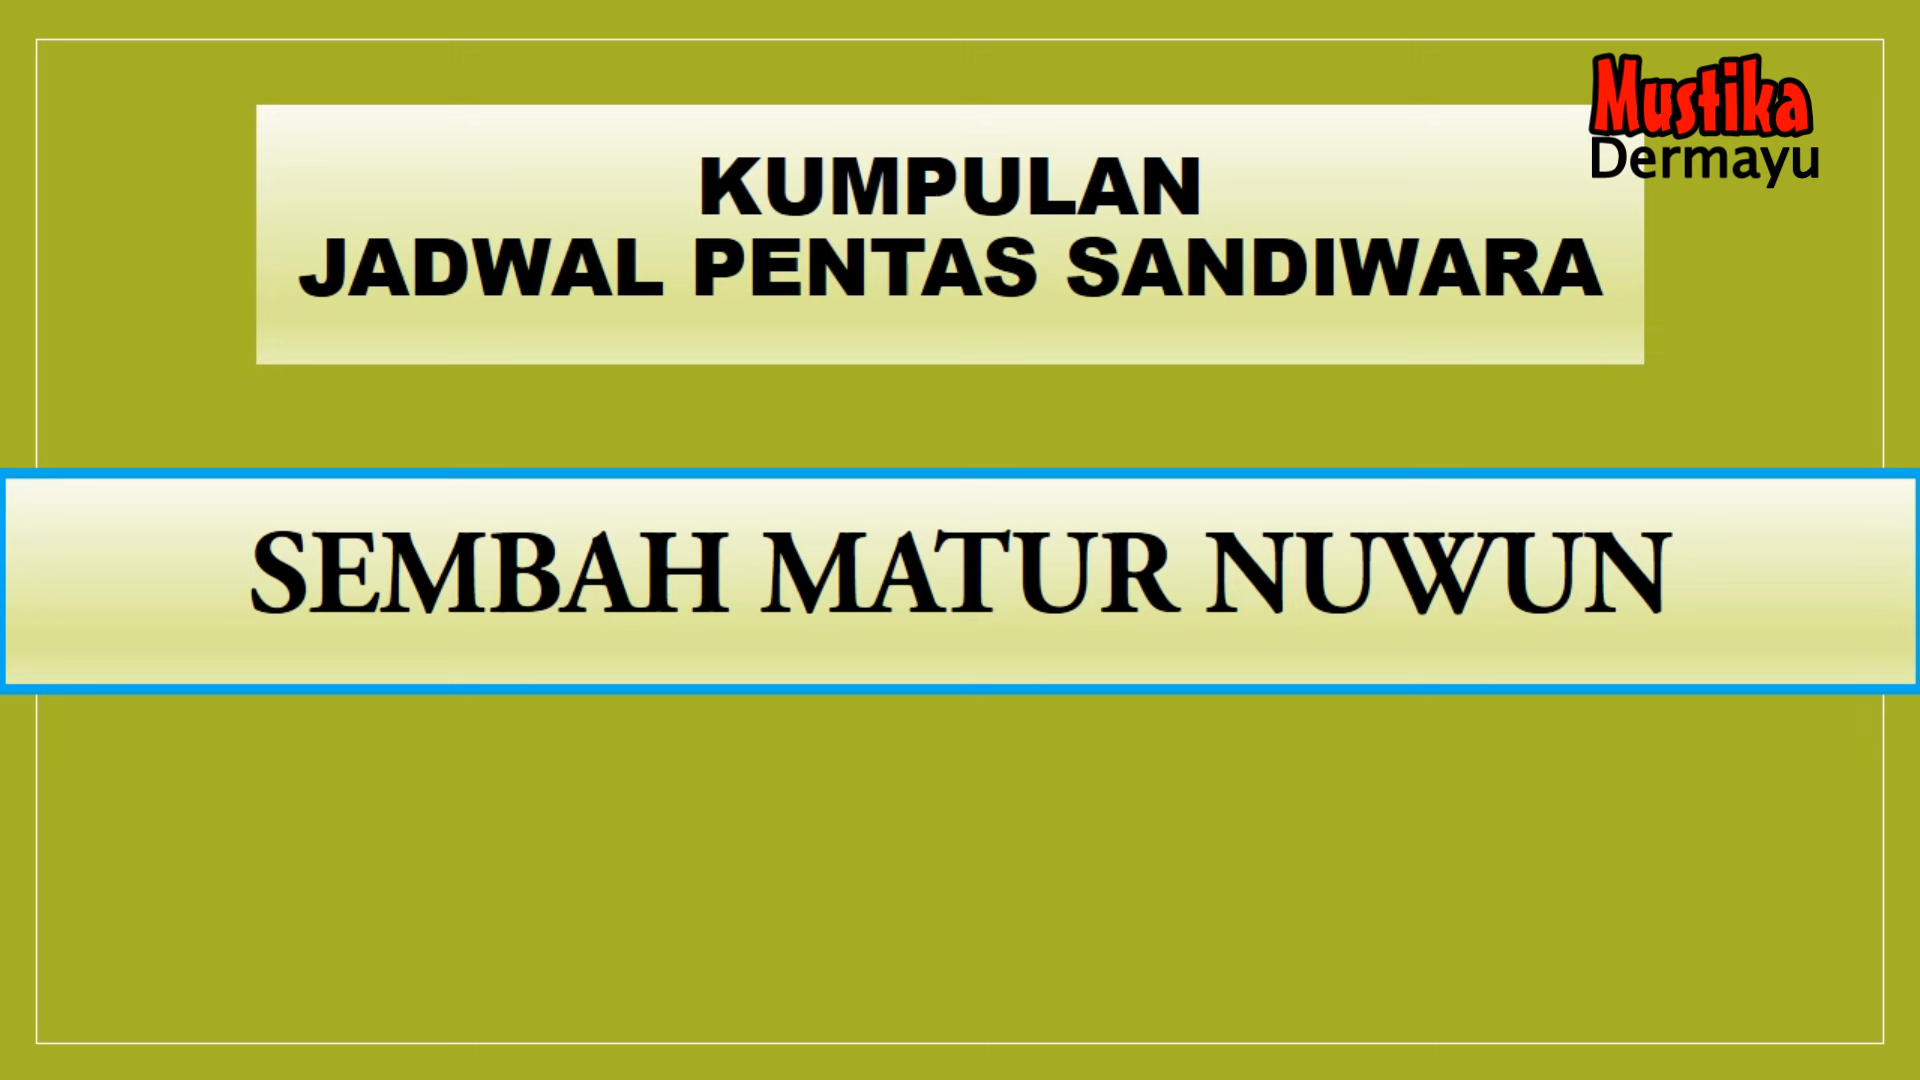 Mustika
Dermayu
KUMPULAN
JADWAL PENTAS SANDIWARA
SEMBAH MATUR NUWUN